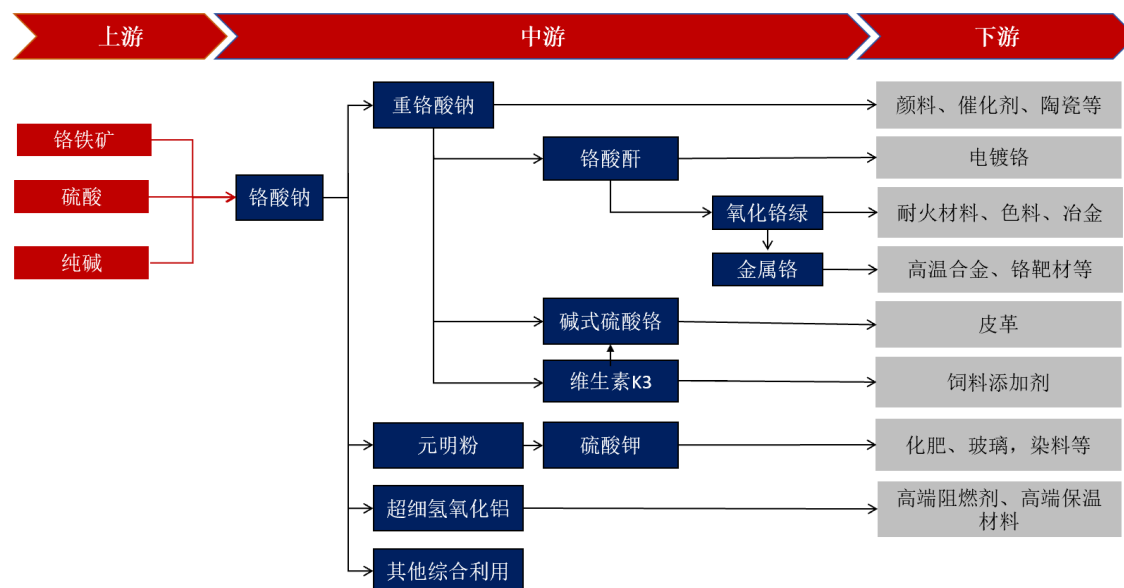 上游
中游
下游
铬铁矿
硫酸
纯碱
铬酸钠
重铬酸钠
颜料、催化剂、陶瓷等
铬酸酐
电镀铬
氧化铬绿
耐火材料、色料、冶金
金属铬
高温合金、铬靶材等
碱式硫酸铬
皮革
维生素K3
饲料添加剂
元明粉
硫酸钾
化肥、玻璃，染料等
超细氢氧化铝
高端阻燃剂、高端保温
材料
其他综合利用